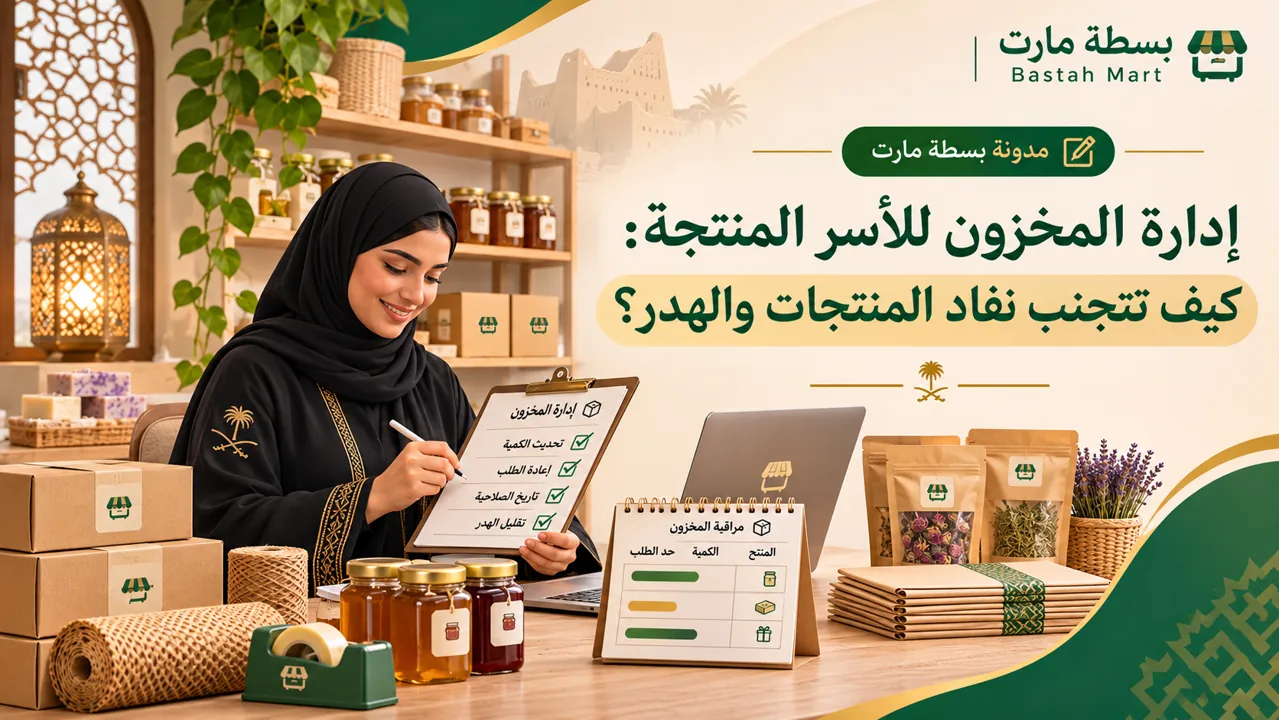 بسطة مارت
Bastah Mart
مدونة بسطة مارت
إدارة المخزون للأسر المنتجة:
كيف تتجنب نفاد المنتجات والهدر؟
إدارة المخزون
تحديث الكمية
إعادة الطلب
تاريخ الصلاحية
تقليل الهدر
مراقبة المخزون
المنتج الكمية حد الطلب